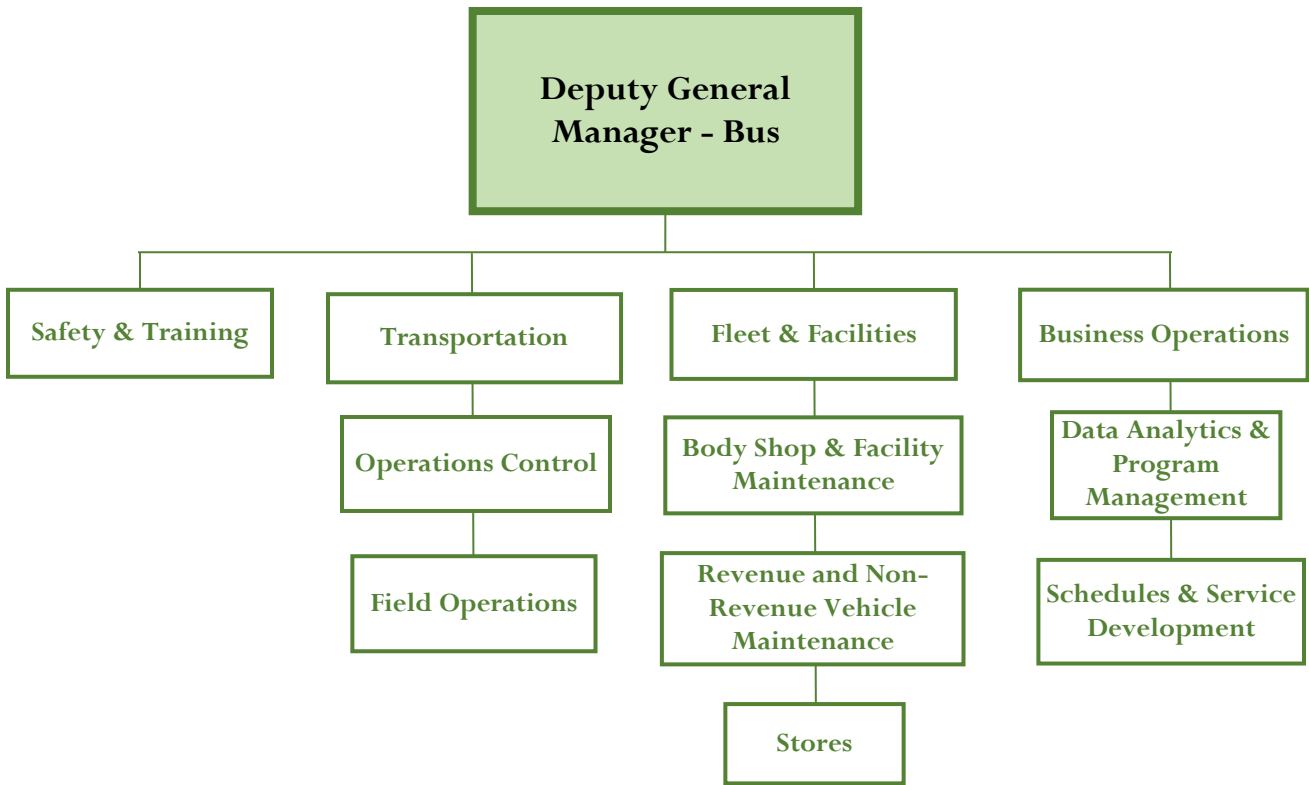 Deputy General
Manager - Bus
Safety & Training
Transportation
Fleet & Facilities
Business Operations
Operations Control
Body Shop & Facility
Maintenance
Data Analytics &
Program
Management
Field Operations
Revenue and Non-
Revenue Vehicle
Maintenance
Schedules & Service
Development
Stores